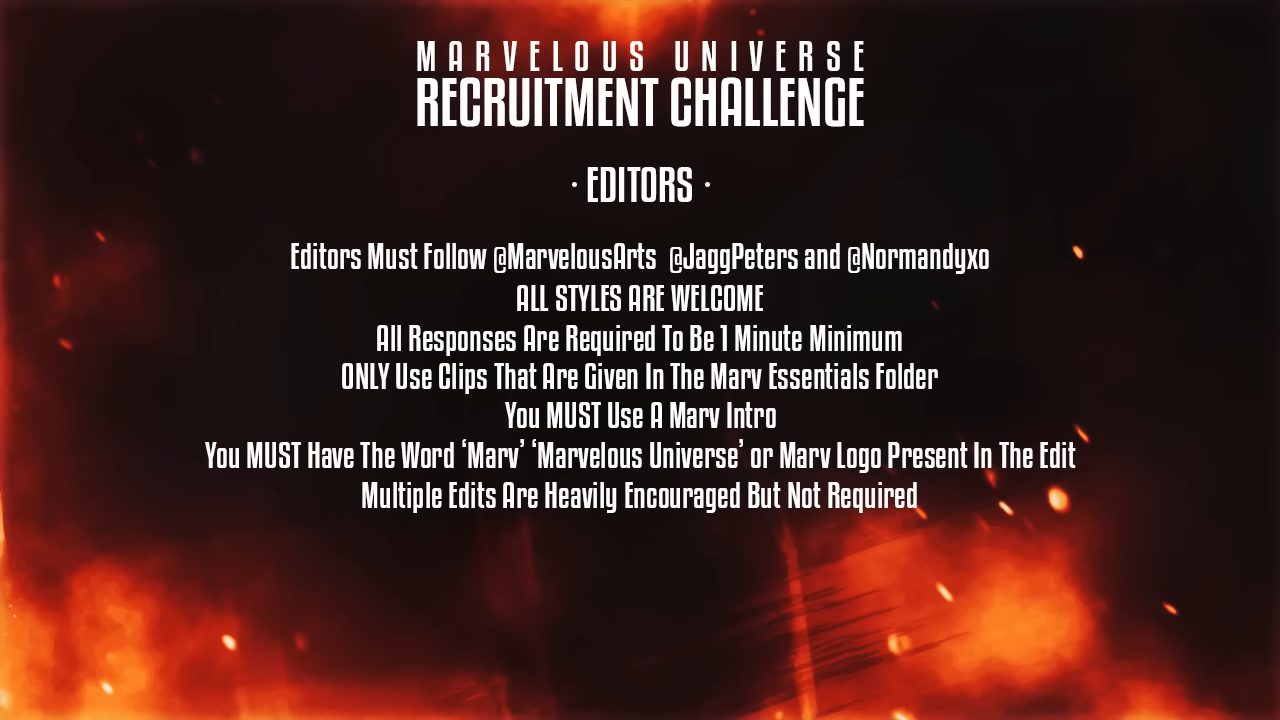 MARVELOUS UNIVERSE
RECRUITMENT CHALLENGE
· EDITORS ·
Editors Must Follow @MarvelousArts  @JaggPeters and @Normandyxo
ALL STYLES ARE WELCOME
All Responses Are Required To Be 1 Minute Minimum
ONLY Use Clips That Are Given In The Marv Essentials Folder
You MUST Use A Marv Intro
You MUST Have The Word ‘Marv’ ‘Marvelous Universe’ or Marv Logo Present In The Edit
Multiple Edits Are Heavily Encouraged But Not Required